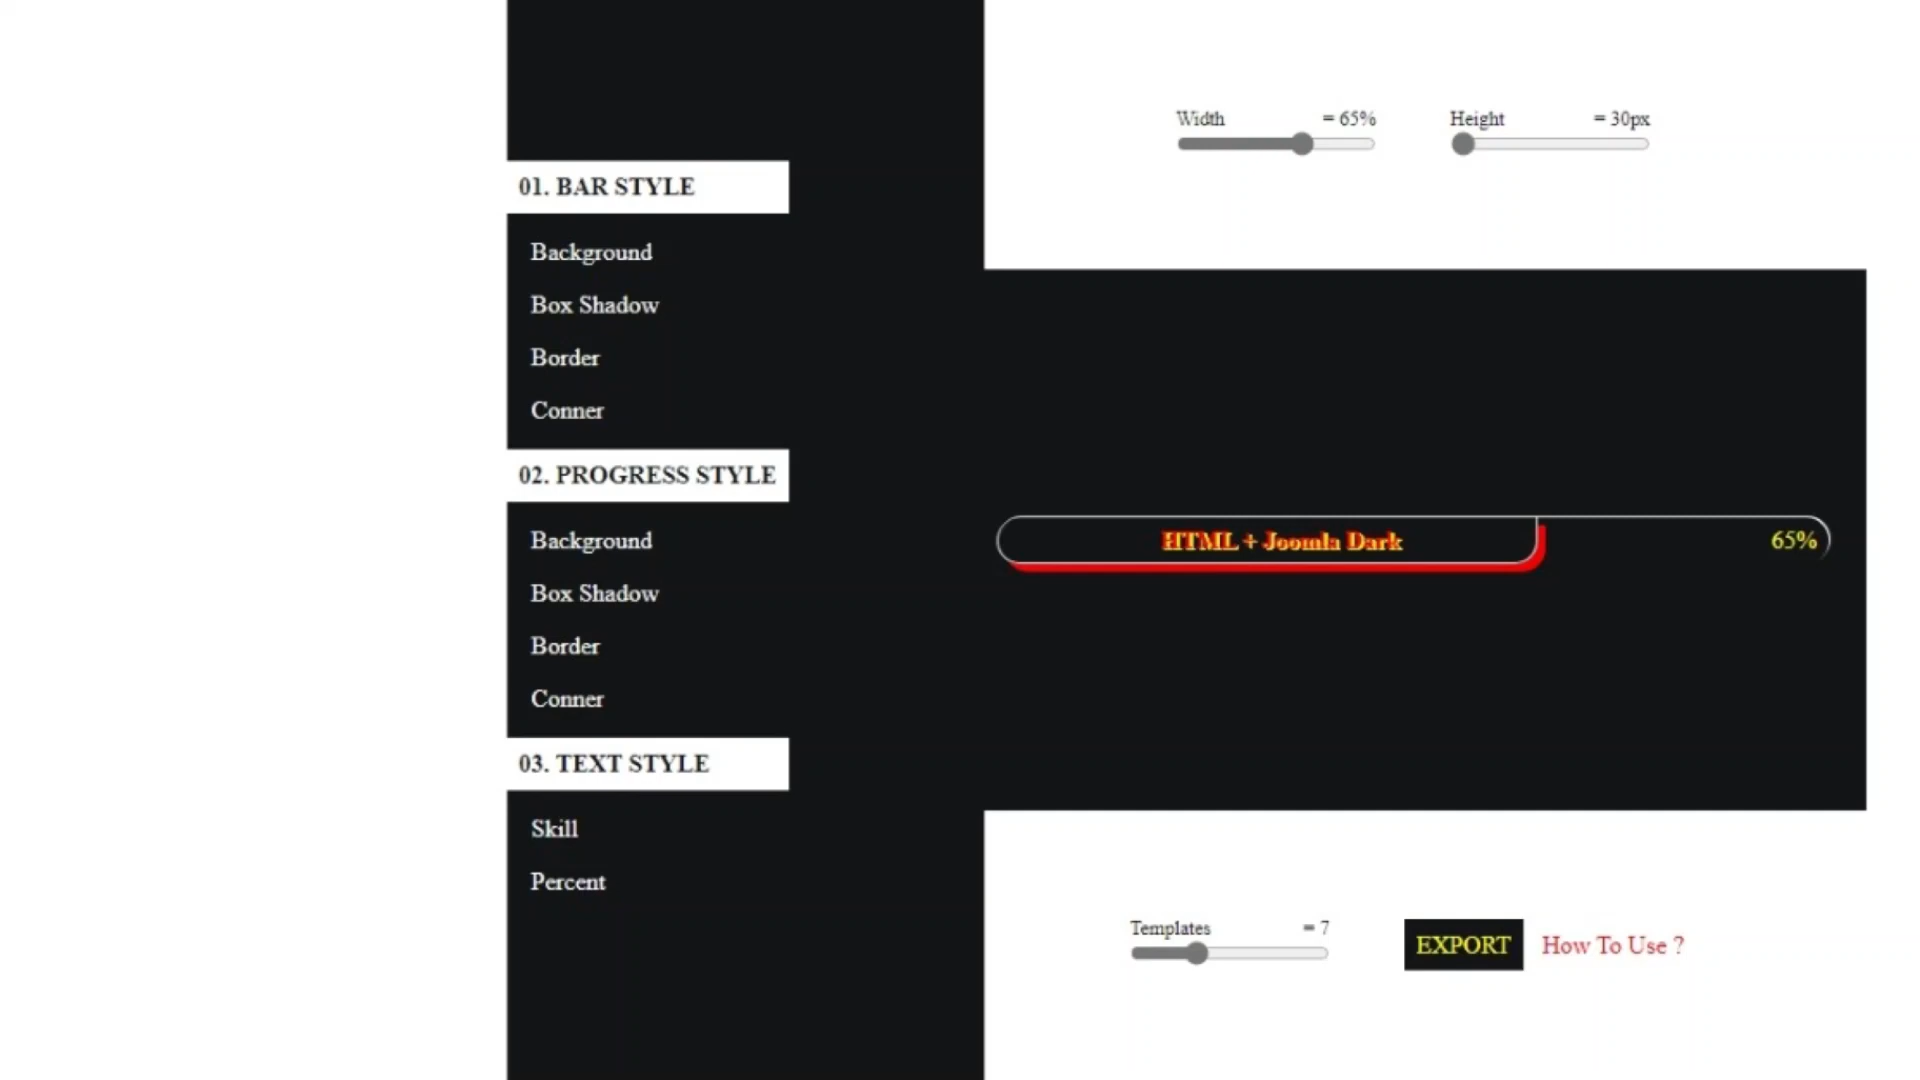 Width = 65% Height = 30px
01. BAR STYLE
Background
Box Shadow
Border
Conner
02. PROGRESS STYLE
Background
Box Shadow
Border
Conner
03. TEXT STYLE
Skill
Percent
HTML + Joomla Dark 65%
Templates = 7
EXPORT How To Use ?